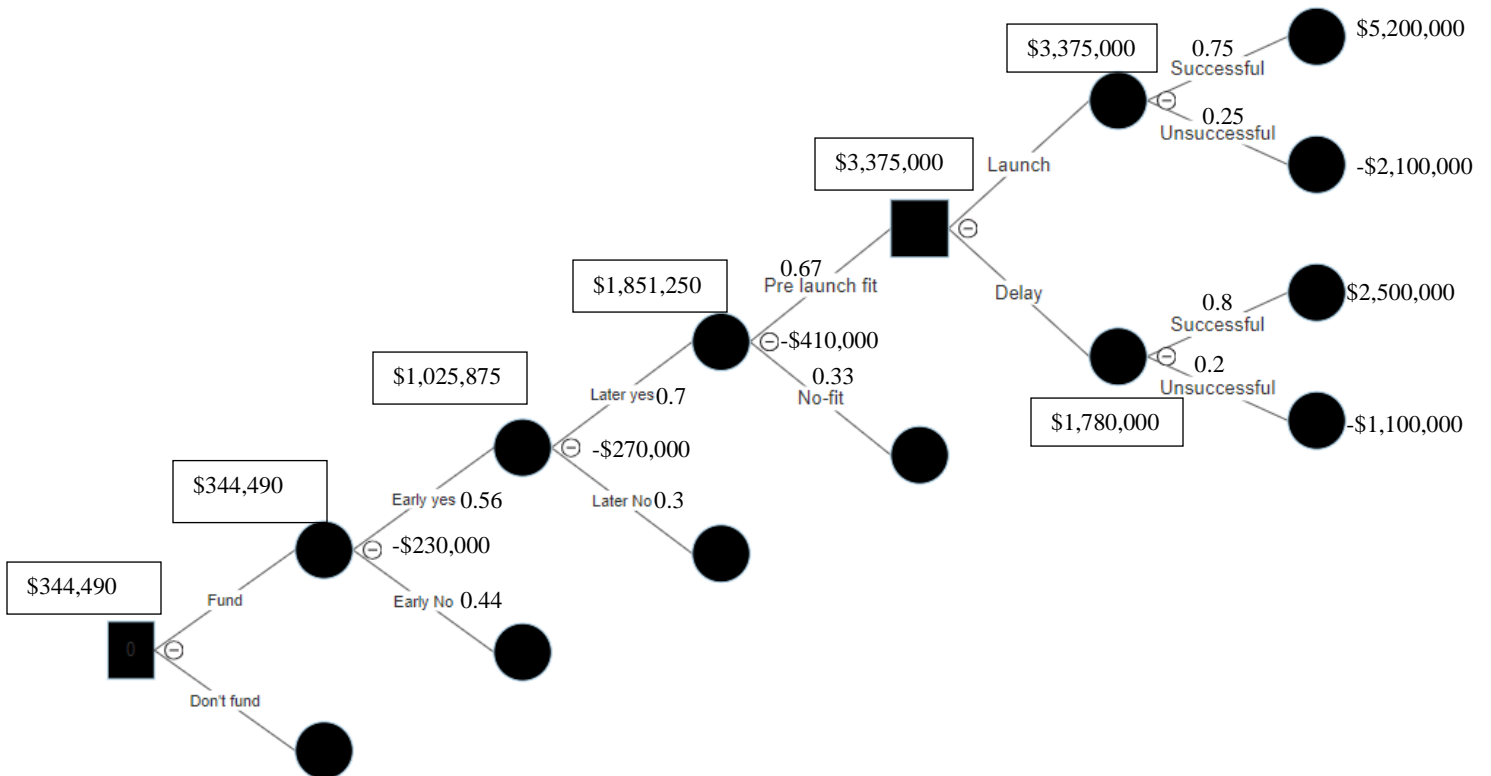 $5,200,000
$3,375,000
0.75
Successful
0.25
Unsuccessful
-$2,100,000
$3,375,000
Launch
0.67
Pre launch fit
$1,851,250
Delay
$2,500,000
0.8
Successful
-$410,000
0.2
Unsuccessful
0.33
No-fit
$1,025,875
Later yes 0.7
$1,780,000
-$1,100,000
-$270,000
$344,490
Early yes 0.56
Later No 0.3
-$230,000
$344,490
Fund
Early No 0.44
0
Don't fund